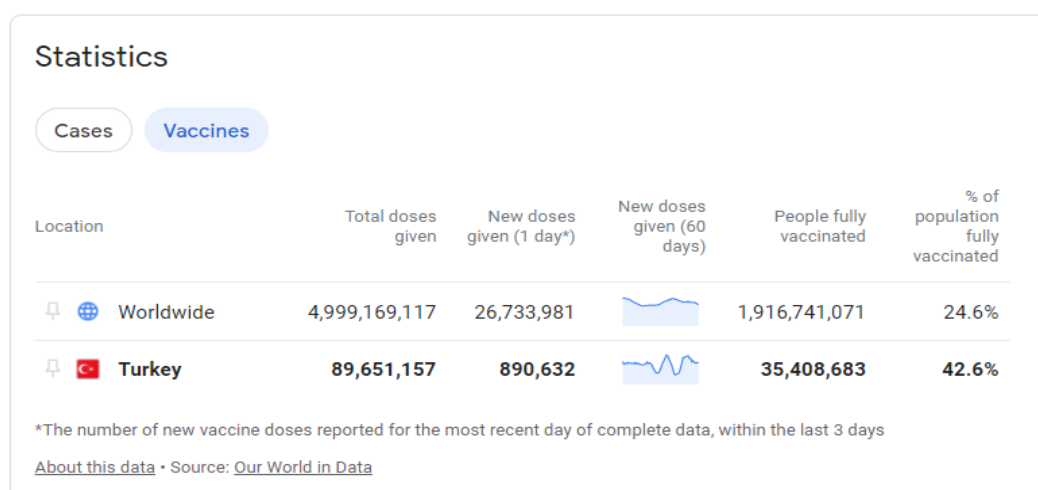 Statistics
Cases Vaccines
Location Total doses given New doses given (1 day*) New doses given (60 days) People fully vaccinated % of population fully vaccinated
Worldwide 4,999,169,117 26,733,981 1,916,741,071 24.6%
Turkey 89,651,157 890,632 35,408,683 42.6%
*The number of new vaccine doses reported for the most recent day of complete data, within the last 3 days
About this data • Source: Our World in Data